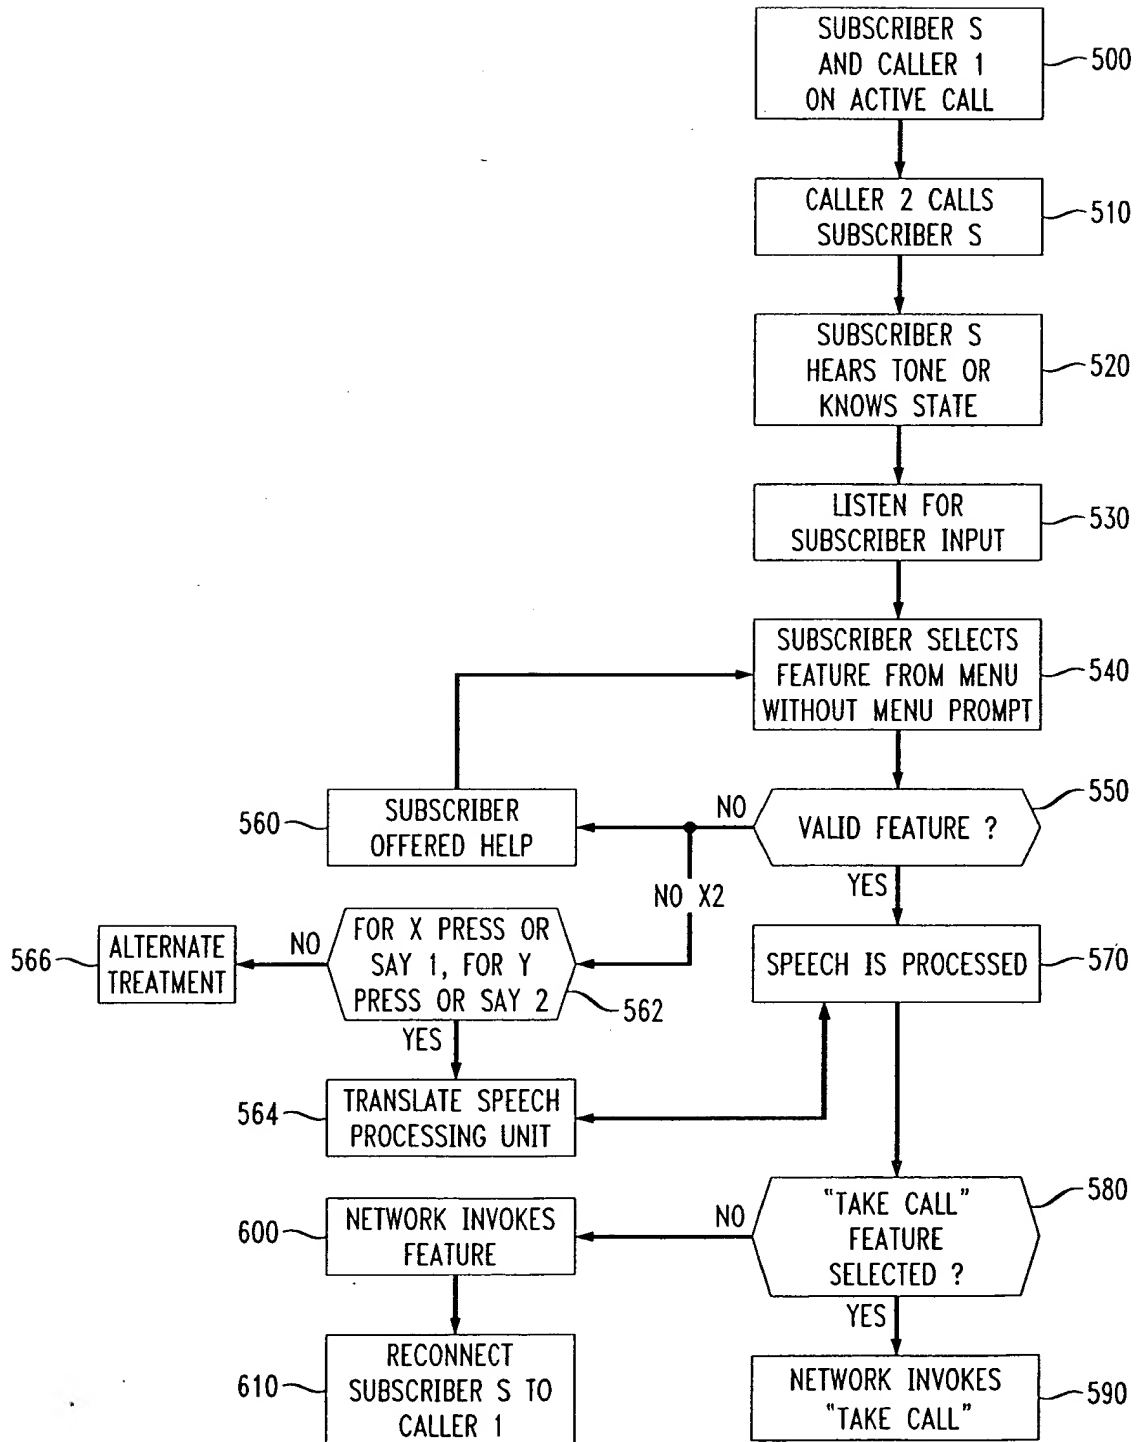 SUBSCRIBER S
AND CALLER 1
ON ACTIVE CALL
500
CALLER 2 CALLS
SUBSCRIBER S
510
SUBSCRIBER S
HEARS TONE OR
KNOWS STATE
520
LISTEN FOR
SUBSCRIBER INPUT
530
SUBSCRIBER SELECTS
FEATURE FROM MENU
WITHOUT MENU PROMPT
540
VALID FEATURE ?
550
NO
YES
560
SUBSCRIBER
OFFERED HELP
NO X2
FOR X PRESS OR
SAY 1, FOR Y
PRESS OR SAY 2
562
NO
YES
566
ALTERNATE
TREATMENT
SPEECH IS PROCESSED
570
564
TRANSLATE SPEECH
PROCESSING UNIT
"TAKE CALL"
FEATURE
SELECTED ?
580
NO
YES
600
NETWORK INVOKES
FEATURE
610
RECONNECT
SUBSCRIBER S TO
CALLER 1
NETWORK INVOKES
"TAKE CALL"
590